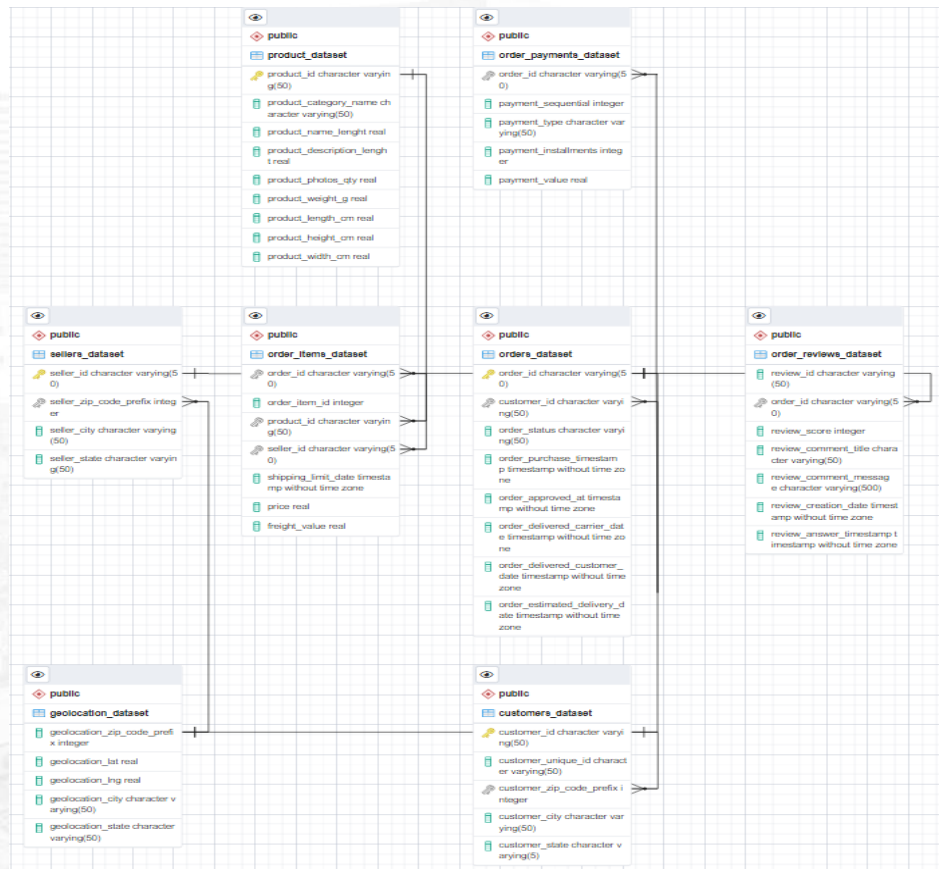 public
product_dataset
product_id character varyin
g(50)
product_category_name ch
aracter varying(50)
product_name_lenght real
product_description_lengh
t real
product_photos_qty real
product_weight_g real
product_length_cm real
product_height_cm real
product_width_cm real
public
order_payments_dataset
order_id character varying(5
0)
payment_sequential integer
payment_type character var
ying(50)
payment_installments integ
er
payment_value real
public
sellers_dataset
seller_id character varying(5
0)
seller_zip_code_prefix integ
er
seller_city character varying
(50)
seller_state character varyin
g(50)
public
order_items_dataset
order_id character varying(5
0)
order_item_id integer
product_id character varyin
g(50)
seller_id character varying(5
0)
shipping_limit_date timesta
mp without time zone
price real
freight_value real
public
orders_dataset
order_id character varying(5
0)
customer_id character varyi
ng(50)
order_status character varyi
ng(50)
order_purchase_timestam
p timestamp without time zo
ne
order_approved_at timesta
mp without time zone
order_delivered_carrier_dat
e timestamp without time zo
ne
order_delivered_customer_
date timestamp without time
zone
order_estimated_delivery_d
ate timestamp without time
zone
public
order_reviews_dataset
review_id character varying
(50)
order_id character varying(5
0)
review_score integer
review_comment_title chara
cter varying(50)
review_comment_messag
e character varying(500)
review_creation_date timest
amp without time zone
review_answer_timestamp t
imestamp without time zone
public
geolocation_dataset
geolocation_zip_code_prefi
x integer
geolocation_lat real
geolocation_lng real
geolocation_city character v
arying(50)
geolocation_state character
varying(50)
public
customers_dataset
customer_id character varyi
ng(50)
customer_unique_id charact
er varying(50)
customer_zip_code_prefix i
nteger
customer_city character var
ying(50)
customer_state character v
arying(5)